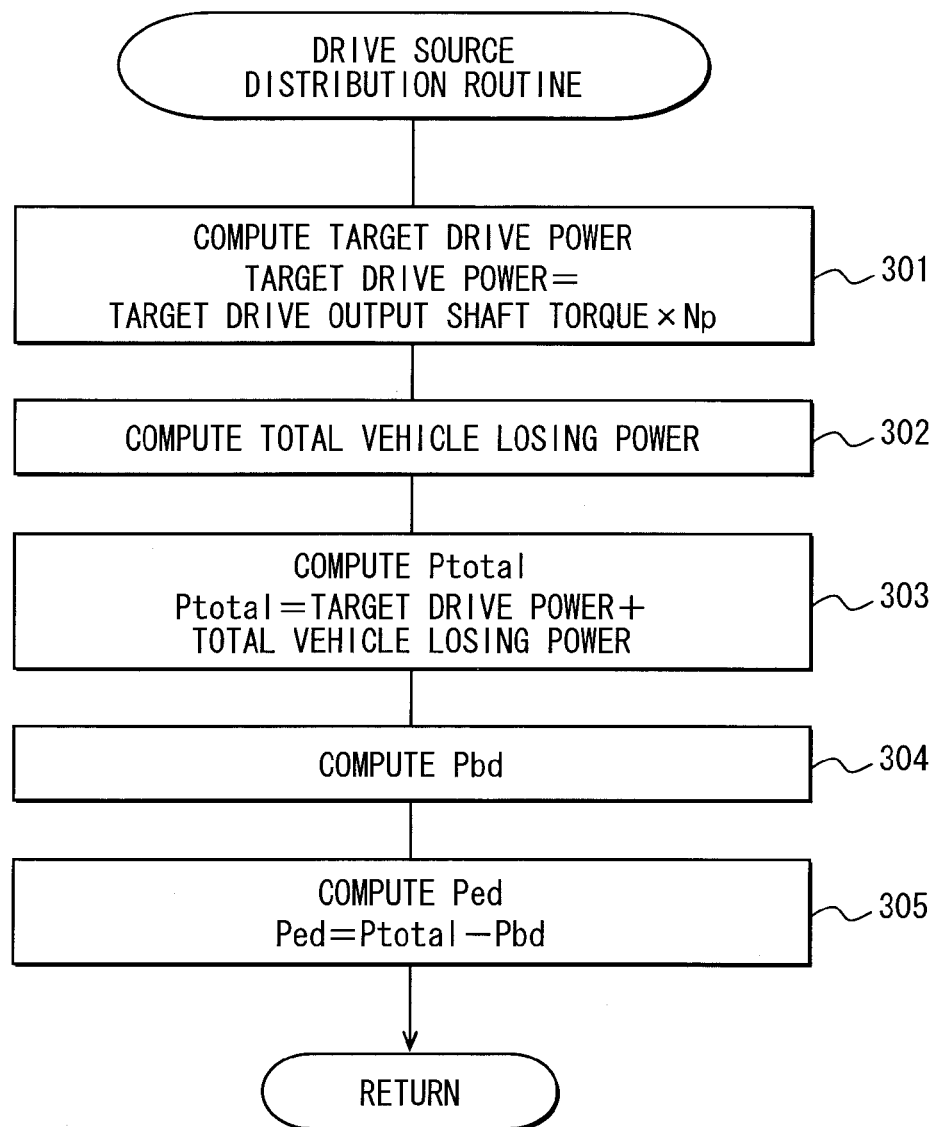 DRIVE SOURCE
DISTRIBUTION ROUTINE
COMPUTE TARGET DRIVE POWER
TARGET DRIVE POWER=
TARGET DRIVE OUTPUT SHAFT TORQUE×Np
301
COMPUTE TOTAL VEHICLE LOSING POWER
302
COMPUTE Ptotal
Ptotal=TARGET DRIVE POWER+
TOTAL VEHICLE LOSING POWER
303
COMPUTE Pbd
304
COMPUTE Ped
Ped=Ptotal-Pbd
305
RETURN